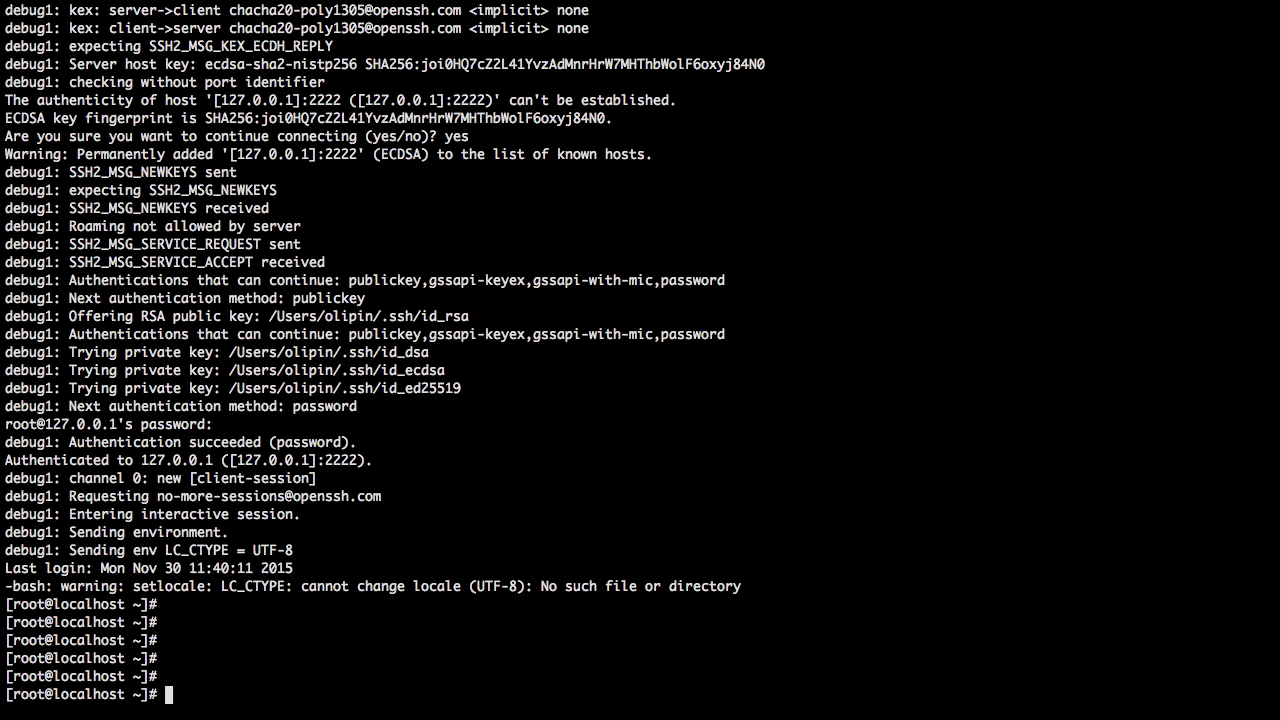 debug1: kex: server->client chacha20-poly1305@openssh.com <implicit> none
debug1: kex: client->server chacha20-poly1305@openssh.com <implicit> none
debug1: expecting SSH2_MSG_KEX_ECDH_REPLY
debug1: Server host key: ecdsa-sha2-nistp256 SHA256:joi0HQ7cZ2L41YvzAdMnrHrW7MHThbWolF6oxyj84N0
debug1: checking without port identifier
The authenticity of host '[127.0.0.1]:2222 ([127.0.0.1]:2222)' can't be established.
ECDSA key fingerprint is SHA256:joi0HQ7cZ2L41YvzAdMnrHrW7MHThbWolF6oxyj84N0.
Are you sure you want to continue connecting (yes/no)? yes
Warning: Permanently added '[127.0.0.1]:2222' (ECDSA) to the list of known hosts.
debug1: SSH2_MSG_NEWKEYS sent
debug1: expecting SSH2_MSG_NEWKEYS
debug1: SSH2_MSG_NEWKEYS received
debug1: Roaming not allowed by server
debug1: SSH2_MSG_SERVICE_REQUEST sent
debug1: SSH2_MSG_SERVICE_ACCEPT received
debug1: Authentications that can continue: publickey,gssapi-keyex,gssapi-with-mic,password
debug1: Next authentication method: publickey
debug1: Offering RSA public key: /Users/olipin/.ssh/id_rsa
debug1: Authentications that can continue: publickey,gssapi-keyex,gssapi-with-mic,password
debug1: Trying private key: /Users/olipin/.ssh/id_dsa
debug1: Trying private key: /Users/olipin/.ssh/id_ecdsa
debug1: Trying private key: /Users/olipin/.ssh/id_ed25519
debug1: Next authentication method: password
root@127.0.0.1's password:
debug1: Authentication succeeded (password).
Authenticated to 127.0.0.1 ([127.0.0.1]:2222).
debug1: channel 0: new [client-session]
debug1: Requesting no-more-sessions@openssh.com
debug1: Entering interactive session.
debug1: Sending environment.
debug1: Sending env LC_CTYPE = UTF-8
Last login: Mon Nov 30 11:40:11 2015
-bash: warning: setlocale: LC_CTYPE: cannot change locale (UTF-8): No such file or directory
[root@localhost ~]#
[root@localhost ~]#
[root@localhost ~]#
[root@localhost ~]#
[root@localhost ~]#
[root@localhost ~]#